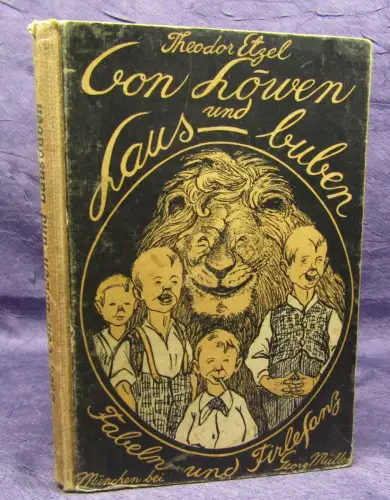 Theodor Etzel
Von Löwen
und
Laus-buben
Fabeln und Firlefanz
München bei Georg Müller